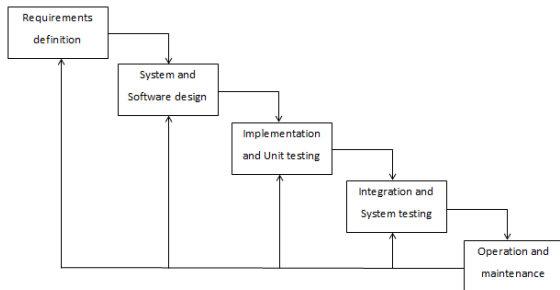 Requirements
definition
System and
Software design
Implementation
and Unit testing
Integration and
System testing
Operation and
maintenance